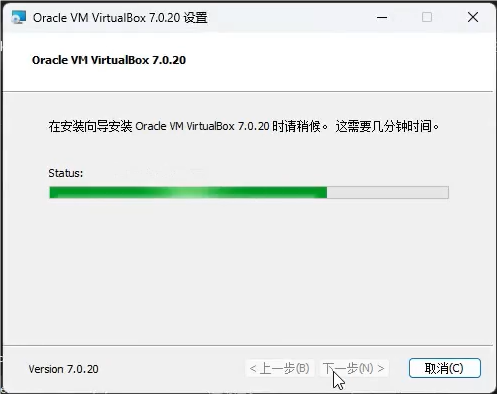 Oracle VM VirtualBox 7.0.20 设置
Oracle VM VirtualBox 7.0.20
在安装向导安装 Oracle VM VirtualBox 7.0.20 时请稍候。 这需要几分钟时间。
Status:
Version 7.0.20 < 上一步(B) 下一步(N) > 取消(C)